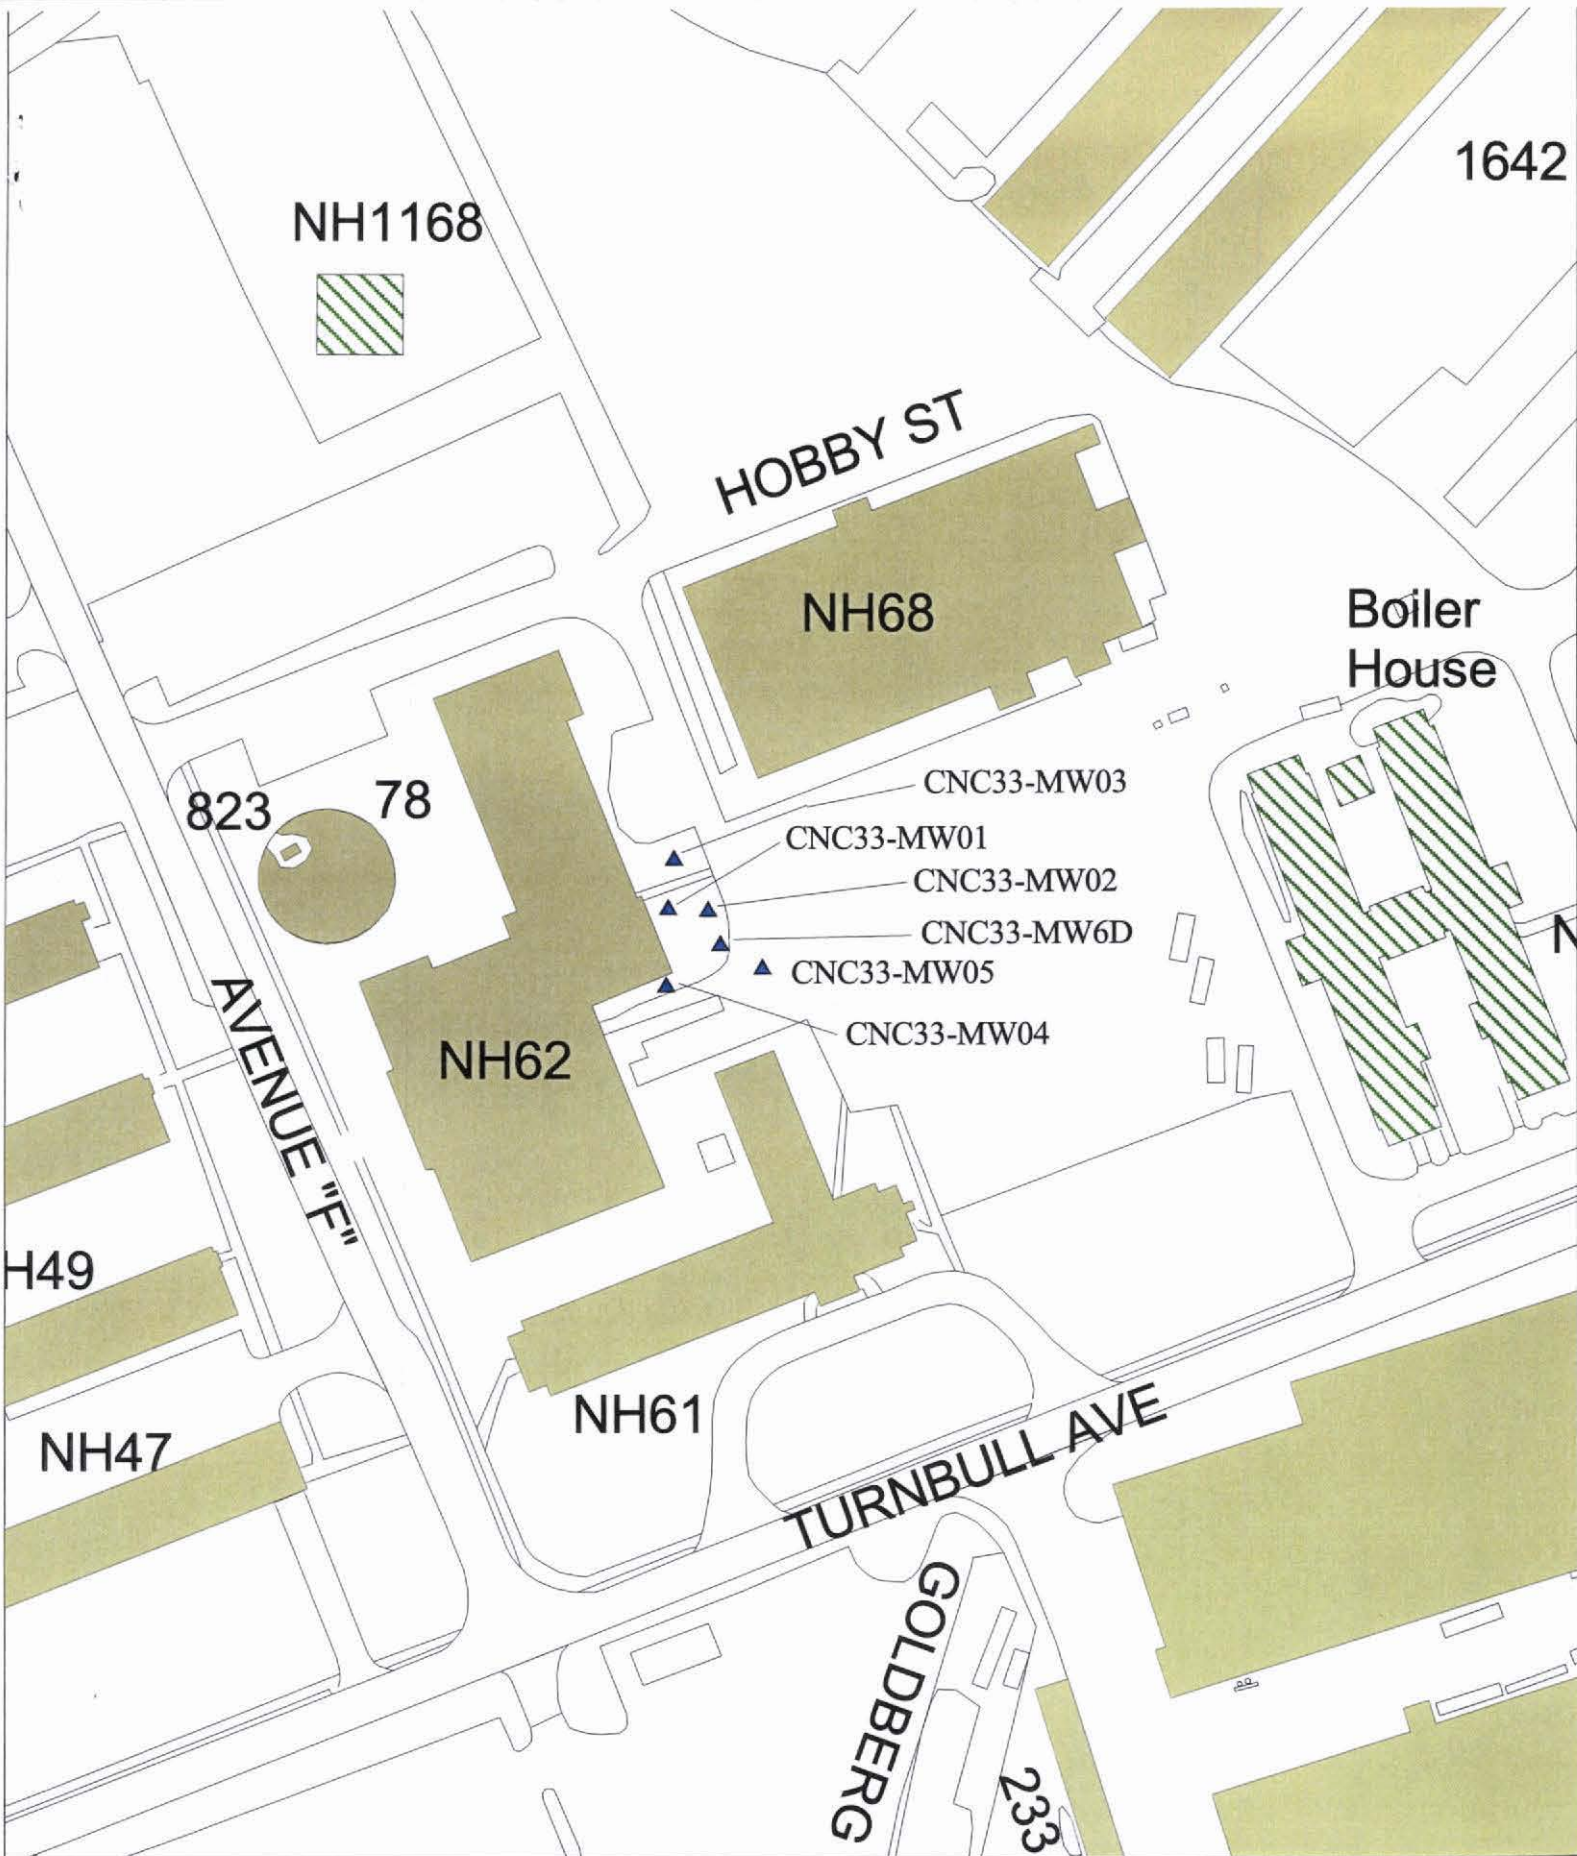 1642
NH1168
HOBBY ST
NH68
Boiler
House
823
78
CNC33-MW03
CNC33-MW01
CNC33-MW02
CNC33-MW6D
CNC33-MW05
CNC33-MW04
N
NH62
AVENUE "F"
H49
NH61
NH47
TURNBULL AVE
GOLDBERG
233